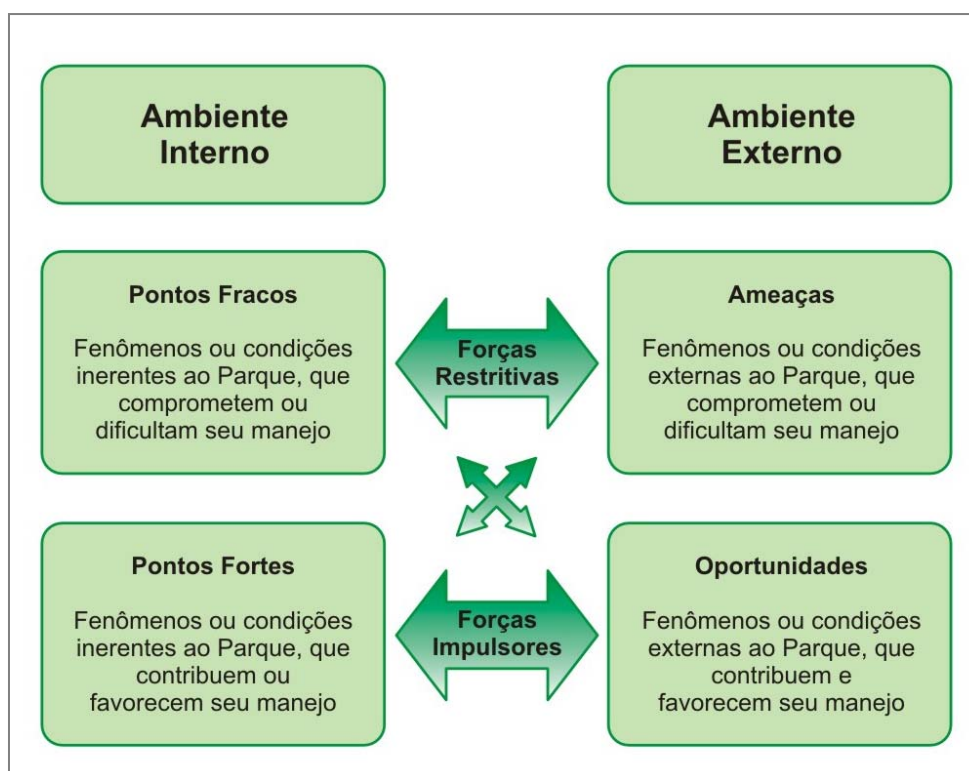 Ambiente
Interno
Ambiente
Externo
Pontos Fracos
Fenômenos ou condições
inerentes ao Parque, que
comprometem ou
dificultam seu manejo
Forças
Restritivas
Ameaças
Fenômenos ou condições
externas ao Parque, que
comprometem ou
dificultam seu manejo
Pontos Fortes
Fenômenos ou condições
inerentes ao Parque, que
contribuem ou
favorecem seu manejo
Forças
Impulsores
Oportunidades
Fenômenos ou condições
externas ao Parque, que
contribuem e
favorecem seu manejo